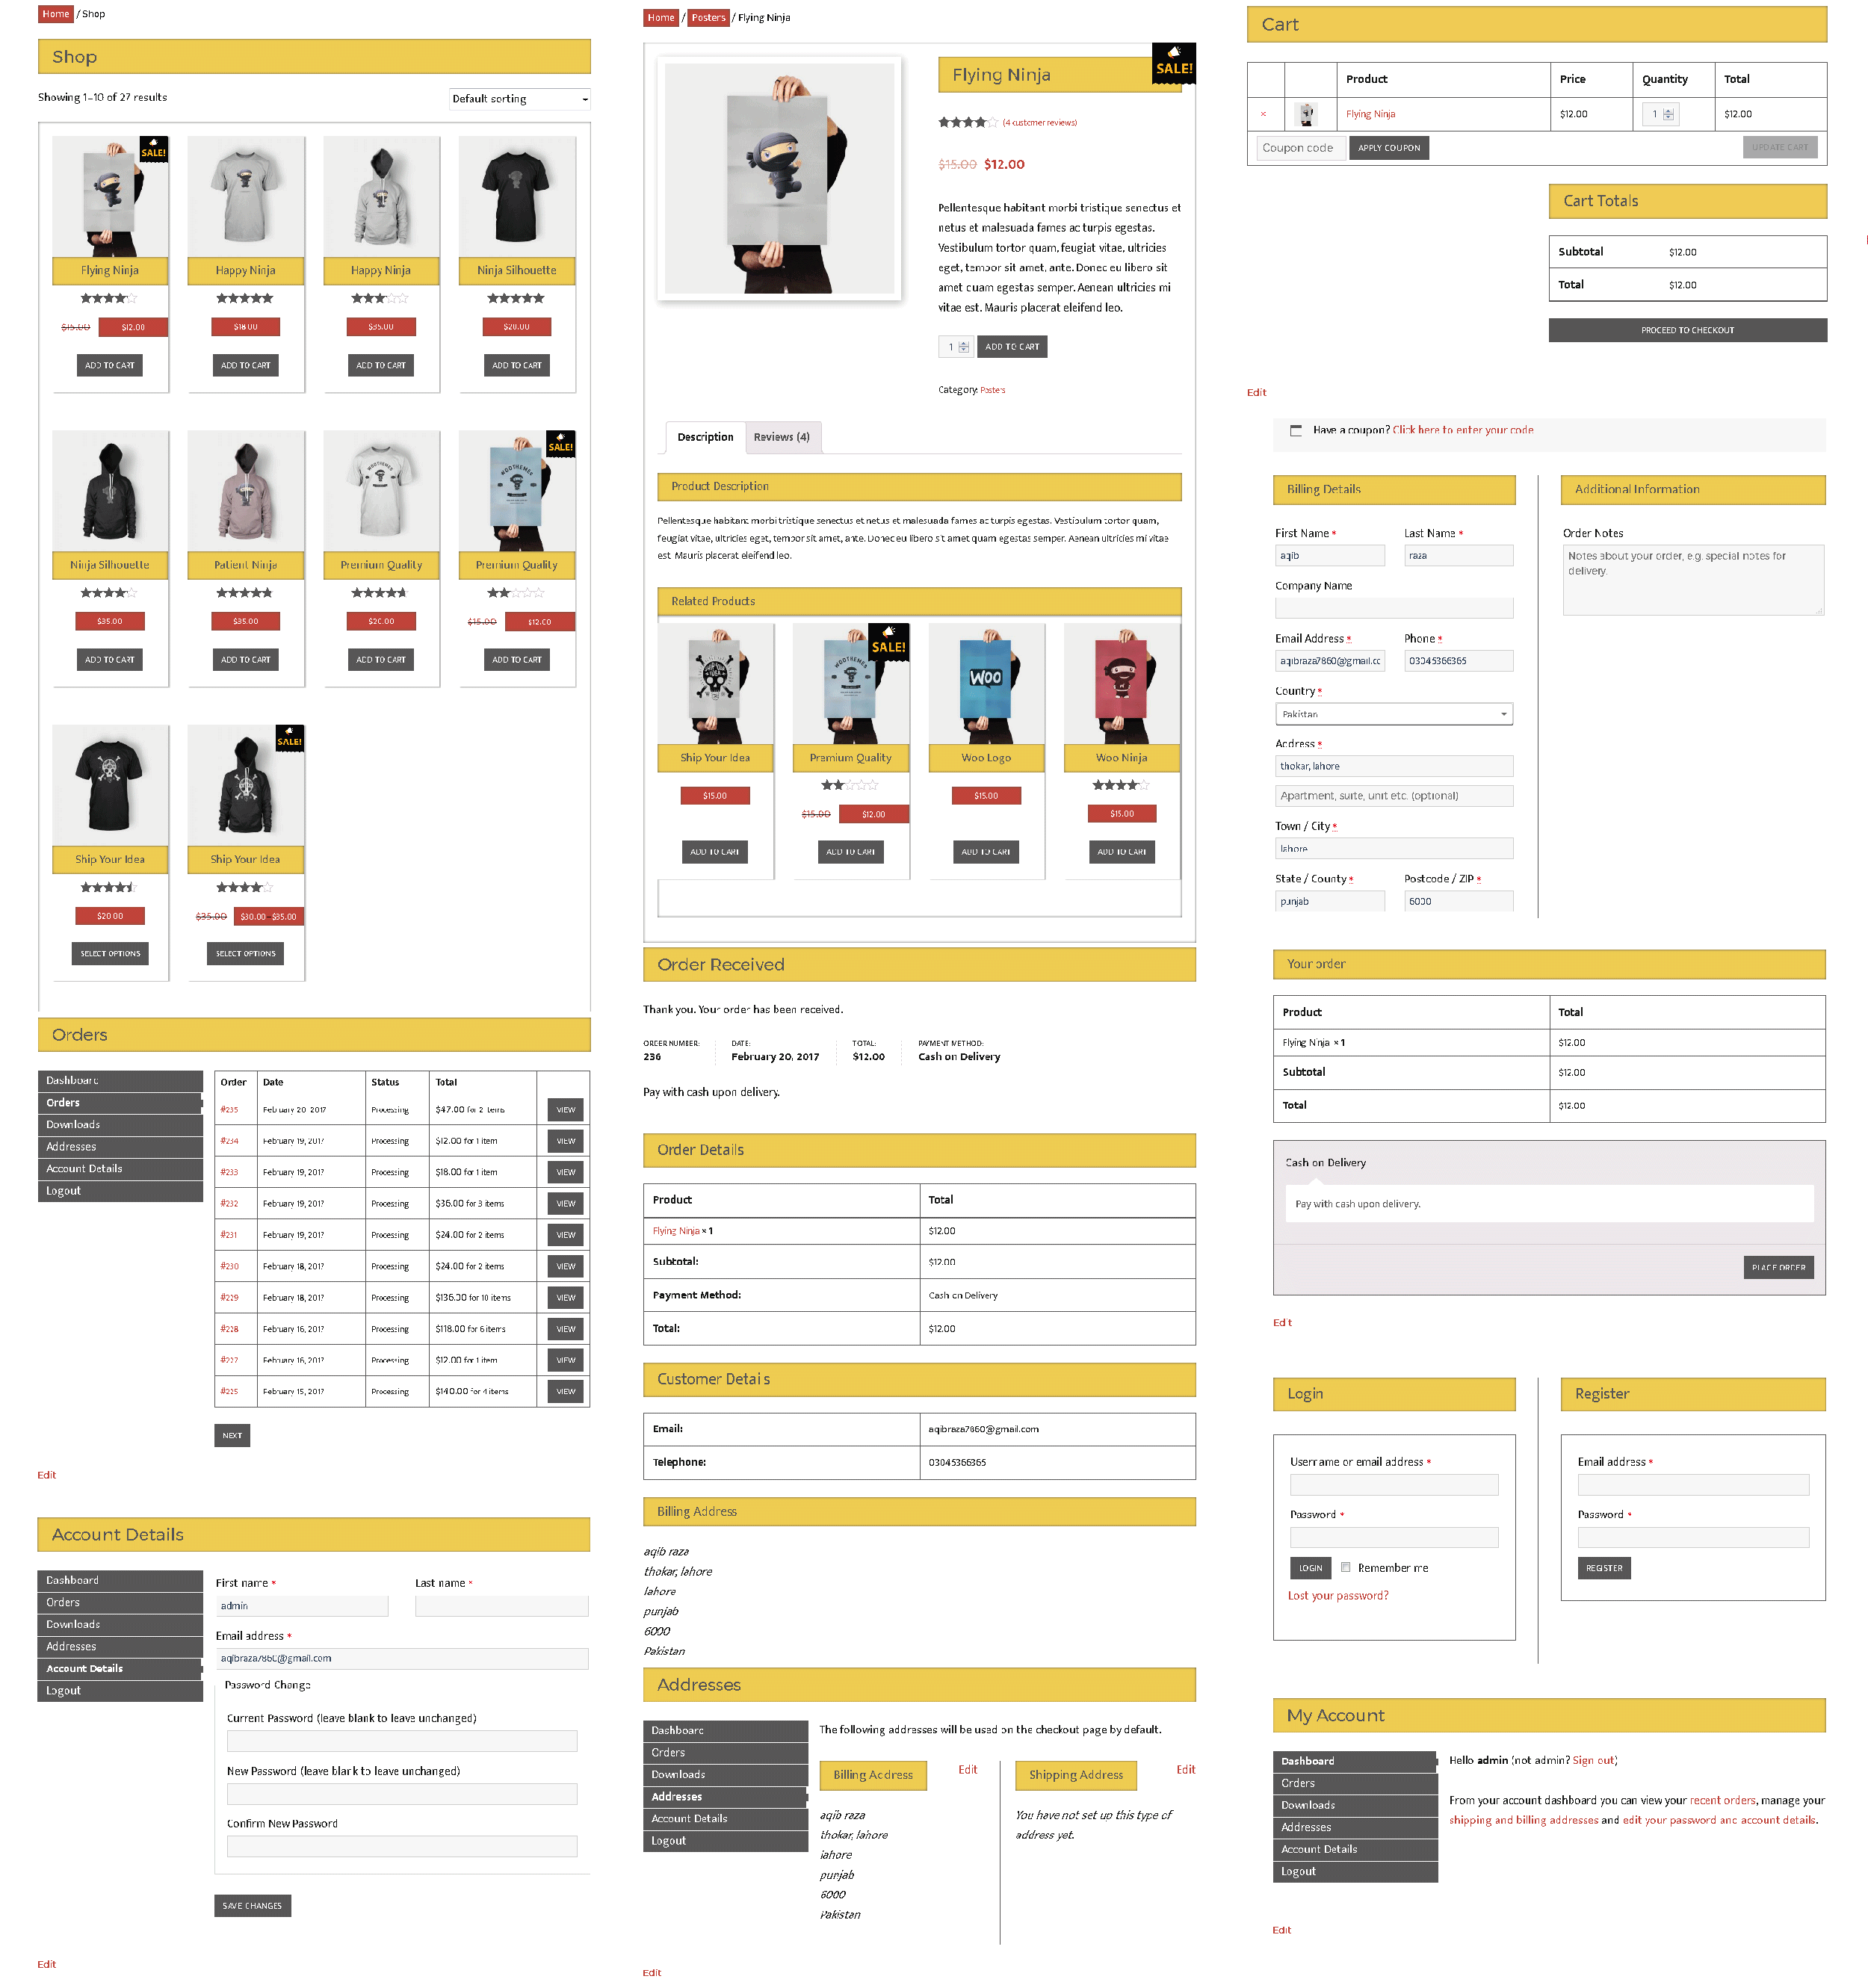 Home / Shop
Shop
Showing 1–10 of 27 results
Default sorting
SALE!
Flying Ninja
Happy Ninja
Happy Ninja
Ninja Silhouette
$15.00 $12.00
$18.00
$35.00
$20.00
ADD TO CART
ADD TO CART
ADD TO CART
ADD TO CART
SALE!
WOOTHEMES
WOOTHEMES
Ninja Silhouette
Patient Ninja
Premium Quality
Premium Quality
$35.00
$35.00
$20.00
$15.00 $12.00
ADD TO CART
ADD TO CART
ADD TO CART
ADD TO CART
SALE!
Ship Your Idea
Ship Your Idea
$20.00
$35.00 $30.00–$35.00
SELECT OPTIONS
SELECT OPTIONS
Orders
Dashboard
Orders
Downloads
Addresses
Account Details
Logout
Order Date Status Total
#235 February 20, 2017 Processing $47.00 for 2 items VIEW
#234 February 19, 2017 Processing $12.00 for 1 item VIEW
#233 February 19, 2017 Processing $18.00 for 1 item VIEW
#232 February 19, 2017 Processing $36.00 for 3 items VIEW
#231 February 19, 2017 Processing $24.00 for 2 items VIEW
#230 February 18, 2017 Processing $24.00 for 2 items VIEW
#229 February 18, 2017 Processing $136.00 for 10 items VIEW
#228 February 16, 2017 Processing $118.00 for 6 items VIEW
#227 February 16, 2017 Processing $12.00 for 1 item VIEW
#225 February 15, 2017 Processing $140.00 for 4 items VIEW
NEXT
Edit
Account Details
Dashboard
Orders
Downloads
Addresses
Account Details
Logout
First name *
Last name *
admin
Email address *
aqibraza7860@gmail.com
Password Change
Current Password (leave blank to leave unchanged)
New Password (leave blank to leave unchanged)
Confirm New Password
SAVE CHANGES
Edit
Home / Posters / Flying Ninja
SALE!
Flying Ninja
(4 customer reviews)
$15.00 $12.00
Pellentesque habitant morbi tristique senectus et
netus et malesuada fames ac turpis egestas.
Vestibulum tortor quam, feugiat vitae, ultricies
eget, tempor sit amet, ante. Donec eu libero sit
amet quam egestas semper. Aenean ultricies mi
vitae est. Mauris placerat eleifend leo.
1 ADD TO CART
Category: Posters
Description Reviews (4)
Product Description
Pellentesque habitant morbi tristique senectus et netus et malesuada fames ac turpis egestas. Vestibulum tortor quam,
feugiat vitae, ultricies eget, tempor sit amet, ante. Donec eu libero sit amet quam egestas semper. Aenean ultricies mi vitae
est. Mauris placerat eleifend leo.
Related Products
SALE!
WOOTHEMES
WOO
Ship Your Idea
Premium Quality
Woo Logo
Woo Ninja
$15.00
$15.00 $12.00
$15.00
$15.00
ADD TO CART
ADD TO CART
ADD TO CART
ADD TO CART
Order Received
Thank you. Your order has been received.
ORDER NUMBER: DATE: TOTAL: PAYMENT METHOD:
236 February 20, 2017 $12.00 Cash on Delivery
Pay with cash upon delivery.
Order Details
Product Total
Flying Ninja × 1 $12.00
Subtotal: $12.00
Payment Method: Cash on Delivery
Total: $12.00
Customer Details
Email: aqibraza7860@gmail.com
Telephone: 03045366365
Billing Address
aqib raza
thokar, lahore
lahore
punjab
6000
Pakistan
Addresses
Dashboard
Orders
Downloads
Addresses
Account Details
Logout
The following addresses will be used on the checkout page by default.
Billing Address Edit
aqib raza
thokar, lahore
lahore
punjab
6000
Pakistan
Shipping Address Edit
You have not set up this type of
address yet.
Edit
Cart
Product Price Quantity Total
× Flying Ninja $12.00 1 $12.00
Coupon code APPLY COUPON UPDATE CART
Cart Totals
Subtotal $12.00
Total $12.00
PROCEED TO CHECKOUT
Edit
Have a coupon? Click here to enter your code
Billing Details
First Name * Last Name *
aqib raza
Company Name
Email Address * Phone *
aqibraza7860@gmail.cc 03045366365
Country *
Pakistan
Address *
thokar, lahore
Apartment, suite, unit etc. (optional)
Town / City *
lahore
State / County * Postcode / ZIP *
punjab 6000
Additional Information
Order Notes
Notes about your order, e.g. special notes for
delivery.
Your order
Product Total
Flying Ninja × 1 $12.00
Subtotal $12.00
Total $12.00
Cash on Delivery
Pay with cash upon delivery.
PLACE ORDER
Edit
Login
Username or email address *
Password *
LOGIN Remember me
Lost your password?
Register
Email address *
Password *
REGISTER
My Account
Dashboard
Orders
Downloads
Addresses
Account Details
Logout
Hello admin (not admin? Sign out)
From your account dashboard you can view your recent orders, manage your
shipping and billing addresses and edit your password and account details.
Edit